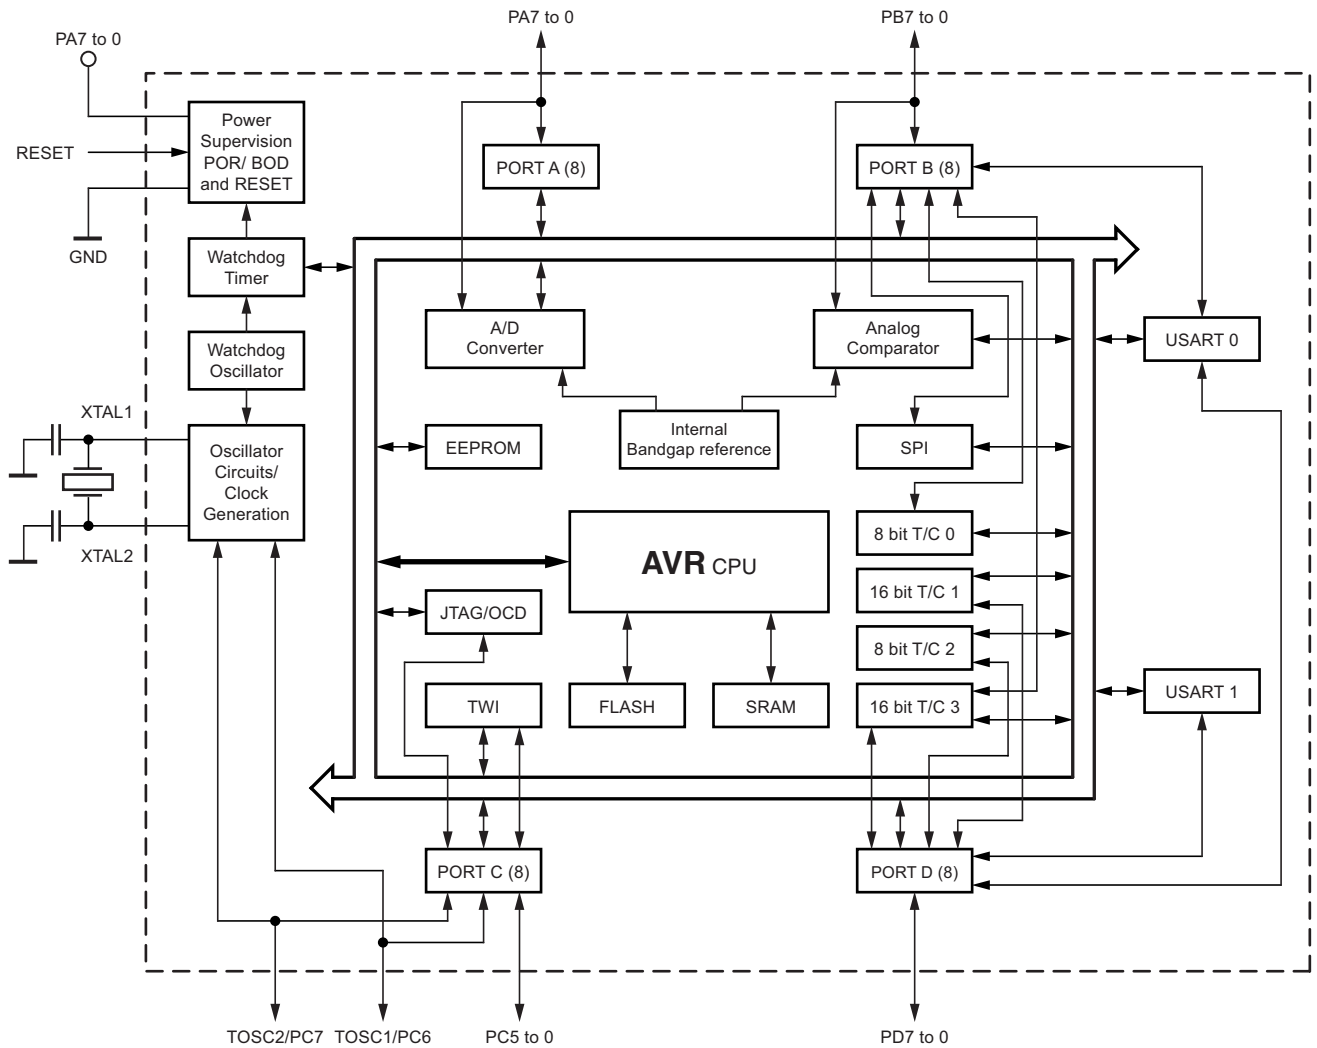 PA7 to 0
PB7 to 0
PA7 to 0
Power
Supervision
POR/ BOD
and RESET
RESET
PORT A (8)
PORT B (8)
GND
Watchdog
Timer
A/D
Converter
Analog
Comparator
USART 0
Watchdog
Oscillator
XTAL1
Internal
Bandgap reference
EEPROM
SPI
Oscillator
Circuits/
Clock
Generation
XTAL2
AVR CPU
8 bit T/C 0
16 bit T/C 1
JTAG/OCD
8 bit T/C 2
TWI
FLASH
SRAM
16 bit T/C 3
USART 1
PORT C (8)
PORT D (8)
TOSC2/PC7
TOSC1/PC6
PC5 to 0
PD7 to 0